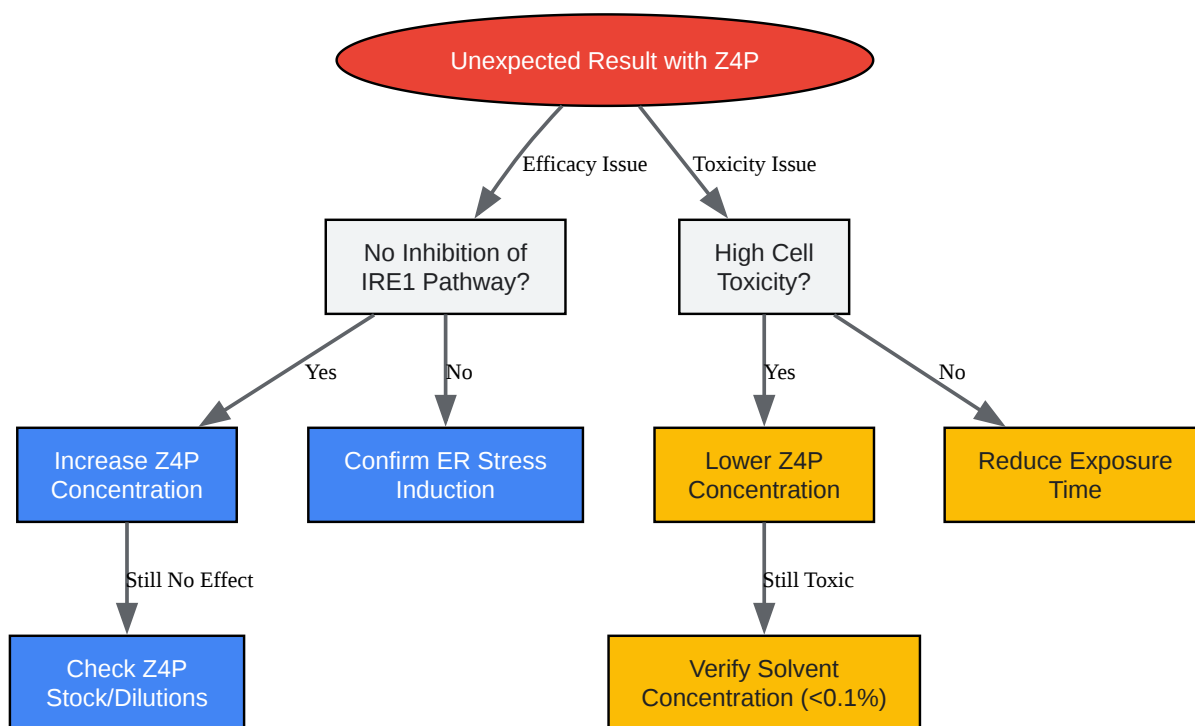 Unexpected Result with Z4P
Efficacy Issue
Toxicity Issue
No Inhibition of
IRE1 Pathway?
High Cell
Toxicity?
Yes
No
Yes
No
Increase Z4P
Concentration
Confirm ER Stress
Induction
Lower Z4P
Concentration
Reduce Exposure
Time
Still No Effect
Still Toxic
Check Z4P
Stock/Dilutions
Verify Solvent
Concentration (<0.1%)